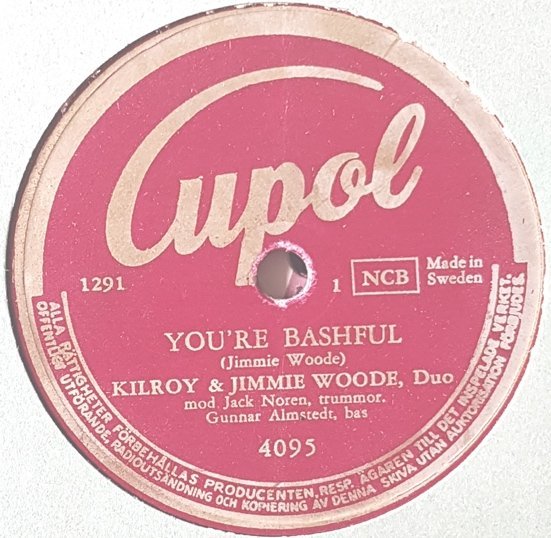 Cupol
1291
1 NCB Made in
Sweden
YOU'RE BASHFUL
(Jimmie Woode)
KILROY & JIMMIE WOODE, Duo
mod Jack Noren, trummor.
Gunnar Almstedt, bas
4095
ALLA RÄTTIGHETER FÖRBEHÅLLAS PRODUCENTEN, RESP. ÄGAREN TILL DET INSPELADE VERKET.
OFFENTLIGT UTFÖRANDE, RADIOUTSÄNDNING OCH KOPIERING AV DENNA SKIVA UTAN AUKTORISATION FÖRBJUDES.